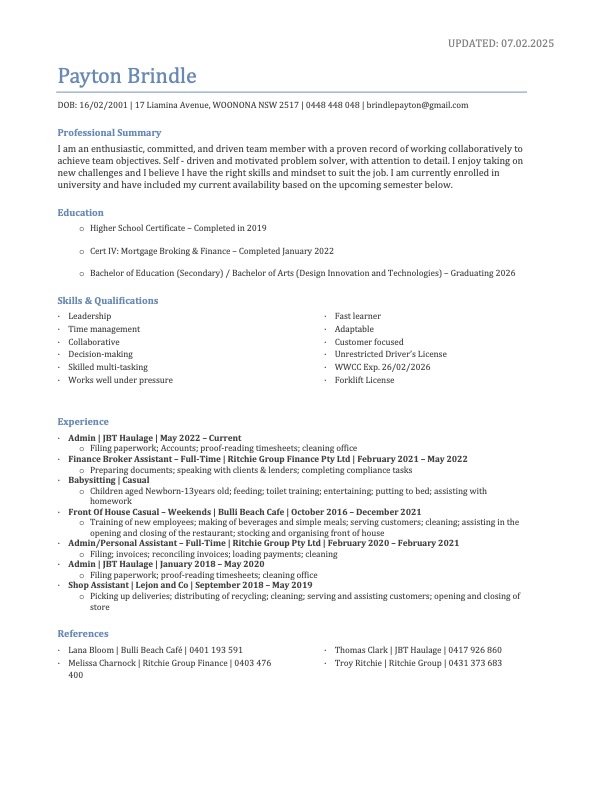 UPDATED: 07.02.2025
Payton Brindle
DOB: 16/02/2001 | 17 Liamina Avenue, WOONONA NSW 2517 | 0448 448 048 | brindlepayton@gmail.com
Professional Summary
I am an enthusiastic, committed, and driven team member with a proven record of working collaboratively to
achieve team objectives. Self - driven and motivated problem solver, with attention to detail. I enjoy taking on
new challenges and I believe I have the right skills and mindset to suit the job. I am currently enrolled in
university and have included my current availability based on the upcoming semester below.
Education
o Higher School Certificate – Completed in 2019
o Cert IV: Mortgage Broking & Finance – Completed January 2022
o Bachelor of Education (Secondary) / Bachelor of Arts (Design Innovation and Technologies) – Graduating 2026
Skills & Qualifications
· Leadership
· Time management
· Collaborative
· Decision-making
· Skilled multi-tasking
· Works well under pressure
· Fast learner
· Adaptable
· Customer focused
· Unrestricted Driver's License
· WWCC Exp. 26/02/2026
· Forklift License
Experience
· Admin | JBT Haulage | May 2022 – Current
o Filing paperwork; Accounts; proof-reading timesheets; cleaning office
· Finance Broker Assistant – Full-Time | Ritchie Group Finance Pty Ltd | February 2021 – May 2022
o Preparing documents; speaking with clients & lenders; completing compliance tasks
· Babysitting | Casual
o Children aged Newborn-13years old; feeding; toilet training; entertaining; putting to bed; assisting with
homework
· Front Of House Casual – Weekends | Bulli Beach Cafe | October 2016 – December 2021
o Training of new employees; making of beverages and simple meals; serving customers; cleaning; assisting in the
opening and closing of the restaurant; stocking and organising front of house
· Admin/Personal Assistant – Full-Time | Ritchie Group Pty Ltd | February 2020 – February 2021
o Filing; invoices; reconciling invoices; loading payments; cleaning
· Admin | JBT Haulage | January 2018 – May 2020
o Filing paperwork; proof-reading timesheets; cleaning office
· Shop Assistant | Lejon and Co | September 2018 – May 2019
o Picking up deliveries; distributing of recycling; cleaning; serving and assisting customers; opening and closing of
store
References
· Lana Bloom | Bulli Beach Café | 0401 193 591
· Melissa Charnock | Ritchie Group Finance | 0403 476
400
· Thomas Clark | JBT Haulage | 0417 926 860
· Troy Ritchie | Ritchie Group | 0431 373 683